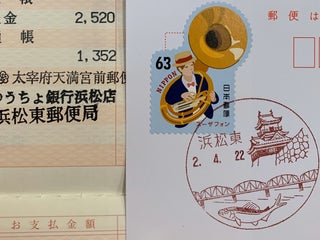 金 2,520
帳
1,352
参 太宰府天満宮前郵便
ゆうちょ銀行浜松店
浜松東郵便局
お支払金額
郵便は
63
NIPPON
日本郵便
スーザフォン
浜松東
2.4.22